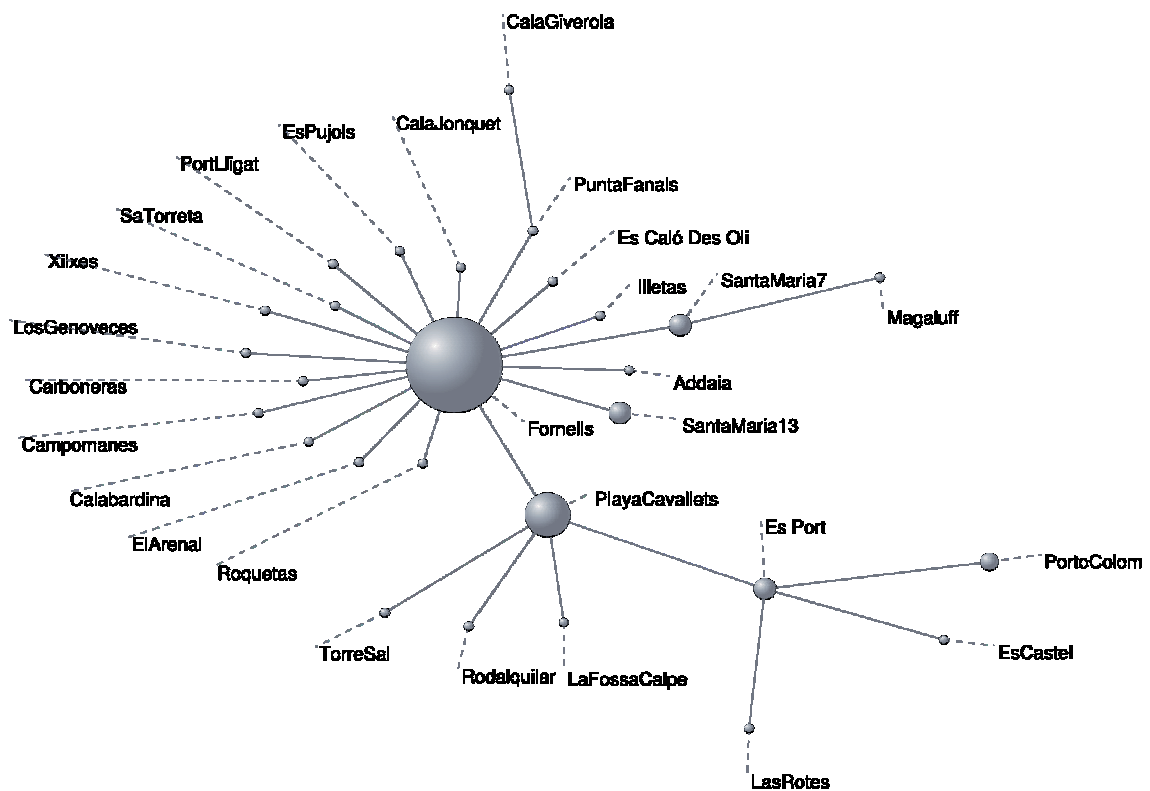 CalaGiverola
CalaJonquet
EsPujols
PortLligat
PuntaFanals
SaTorreta
Es Caló Des Oli
Xilxes
SantaMaria7
Illetas
Magaluff
LosGenoveces
Addaia
Carboneras
SantaMaria13
Fornells
Campomanes
Calabardina
PlayaCavallets
Es Port
ElArenal
PortoColom
Roquetas
EsCastel
TorreSal
Rodalquilar
LaFossaCalpe
LasRotes